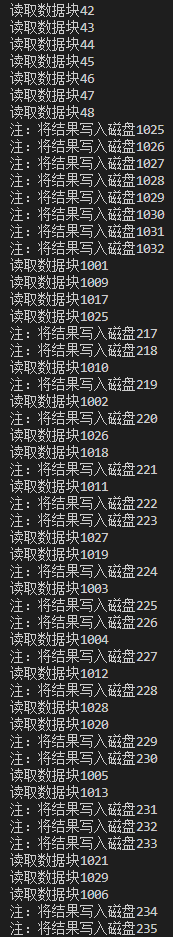 读取数据块42
读取数据块43
读取数据块44
读取数据块45
读取数据块46
读取数据块47
读取数据块48
注: 将结果写入磁盘1025
注: 将结果写入磁盘1026
注: 将结果写入磁盘1027
注: 将结果写入磁盘1028
注: 将结果写入磁盘1029
注: 将结果写入磁盘1030
注: 将结果写入磁盘1031
注: 将结果写入磁盘1032
读取数据块1001
读取数据块1009
读取数据块1017
读取数据块1025
注: 将结果写入磁盘217
注: 将结果写入磁盘218
读取数据块1010
注: 将结果写入磁盘219
读取数据块1002
注: 将结果写入磁盘220
读取数据块1026
读取数据块1018
注: 将结果写入磁盘221
读取数据块1011
注: 将结果写入磁盘222
注: 将结果写入磁盘223
读取数据块1027
读取数据块1019
注: 将结果写入磁盘224
读取数据块1003
注: 将结果写入磁盘225
注: 将结果写入磁盘226
读取数据块1004
注: 将结果写入磁盘227
读取数据块1012
注: 将结果写入磁盘228
读取数据块1028
读取数据块1020
注: 将结果写入磁盘229
注: 将结果写入磁盘230
读取数据块1005
读取数据块1013
注: 将结果写入磁盘231
注: 将结果写入磁盘232
注: 将结果写入磁盘233
读取数据块1021
读取数据块1029
读取数据块1006
注: 将结果写入磁盘234
注: 将结果写入磁盘235